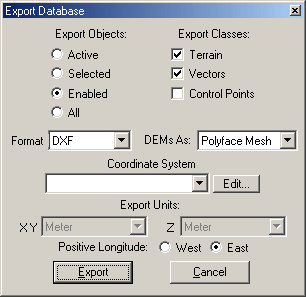 Export Database
Export Objects: Export Classes:
Active Terrain
Selected Vectors
Enabled Control Points
All
Format DXF DEMs As: Polyface Mesh
Coordinate System
Edit...
Export Units:
XY Meter Z Meter
Positive Longitude: West East
Export Cancel